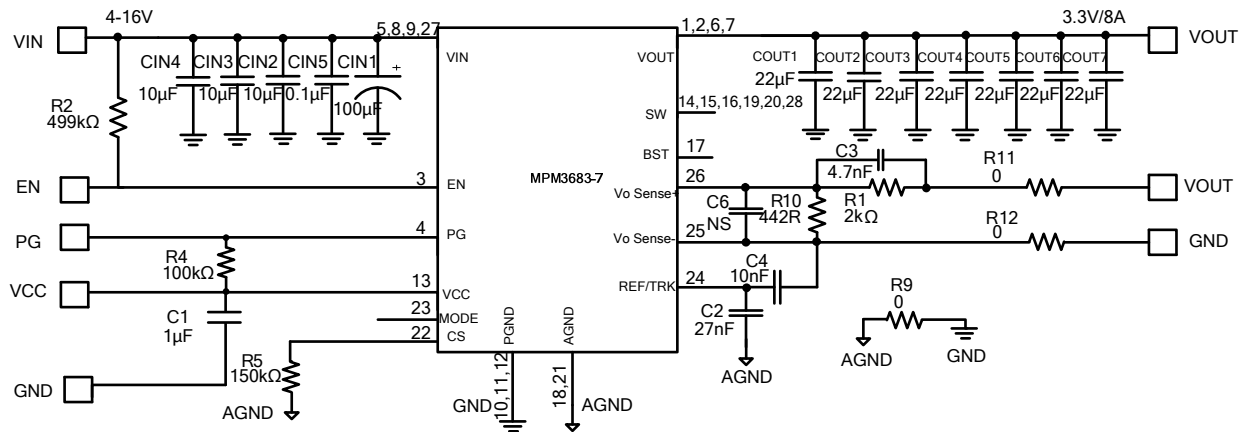 4-16V
VIN
5,8,9,27
VIN
CIN4
CIN3
CIN2
CIN5
CIN1
+
10µF
10µF
10µF
0.1µF
100µF
R2
499kΩ
EN
3
EN
PG
4
PG
R4
100kΩ
VCC
13
VCC
23
MODE
22
CS
C1
1µF
R5
150kΩ
GND
AGND
MPM3683-7
PGND
AGND
10,11,12
18,21
GND
AGND
1,2,6,7
VOUT
3.3V/8A
VOUT
COUT1
COUT2
COUT3
COUT4
COUT5
COUT6
COUT7
22µF
22µF
22µF
22µF
22µF
22µF
22µF
14,15,16,19,20,28
SW
17
BST
26
Vo Sense+
C3
4.7nF
R11
0
VOUT
C6
NS
R10
442R
R1
2kΩ
R12
0
25
Vo Sense-
GND
C4
10nF
24
REF/TRK
C2
27nF
AGND
R9
0
AGND
GND